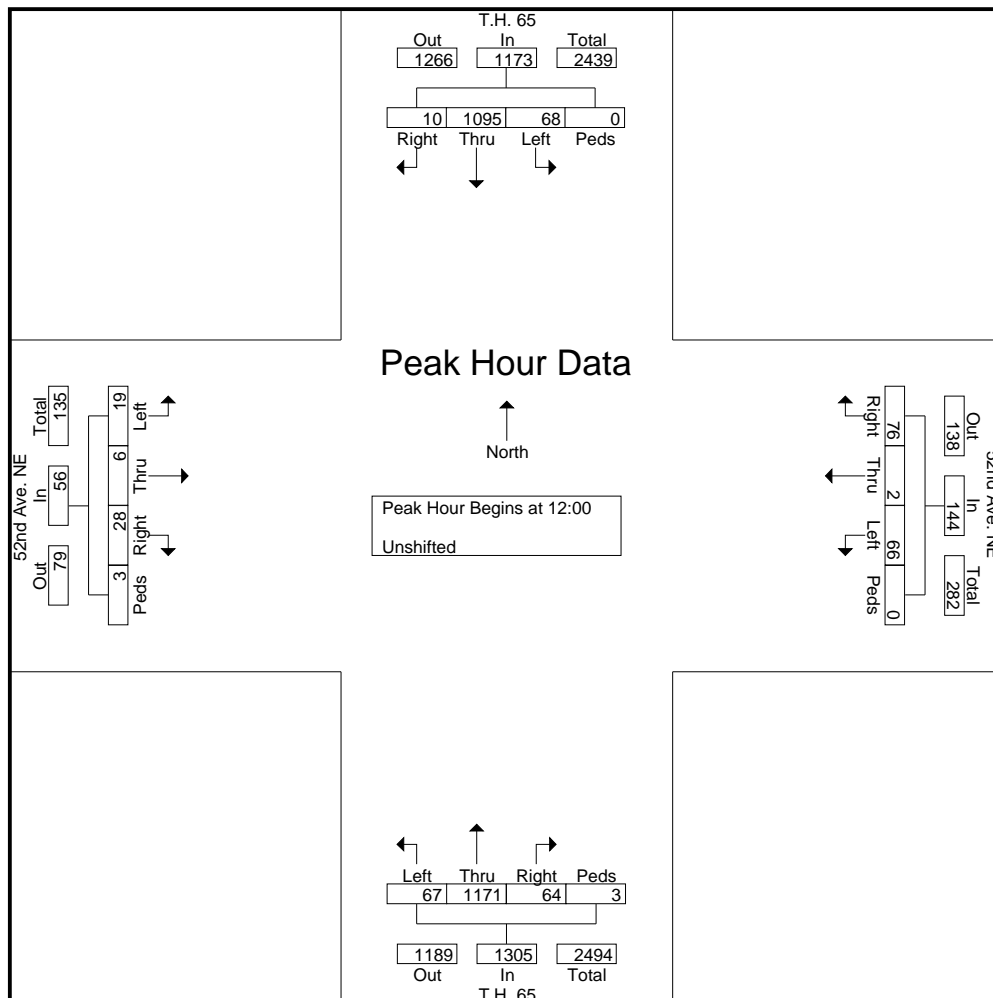 T.H. 65
Out In Total
1266 1173 2439
10 1095 68 0
Right Thru Left Peds
Peak Hour Data
North
Peak Hour Begins at 12:00
Unshifted
52nd Ave. NE
Total In Out
135 56 79
19 6 28 3
Left Thru Right Peds
52nd Ave. NE
Out In Total
138 144 282
76 2 66 0
Right Thru Left Peds
Left Thru Right Peds
67 1171 64 3
1189 1305 2494
Out In Total
T.H. 65